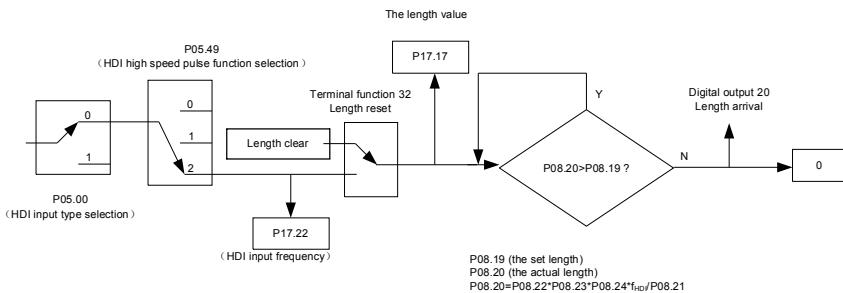 The length value
P17.17
P05.49
(HDI high speed pulse function selection)
Terminal function 32
Length reset
Y
Digital output 20
Length arrival
0
1
0
1
2
Length clear
P08.20>P08.19 ?
N
0
P05.00
(HDI input type selection)
P17.22
(HDI input frequency)
P08.19 (the set length)
P08.20 (the actual length)
P08.20=P08.22*P08.23*P08.24*fHDI/P08.21